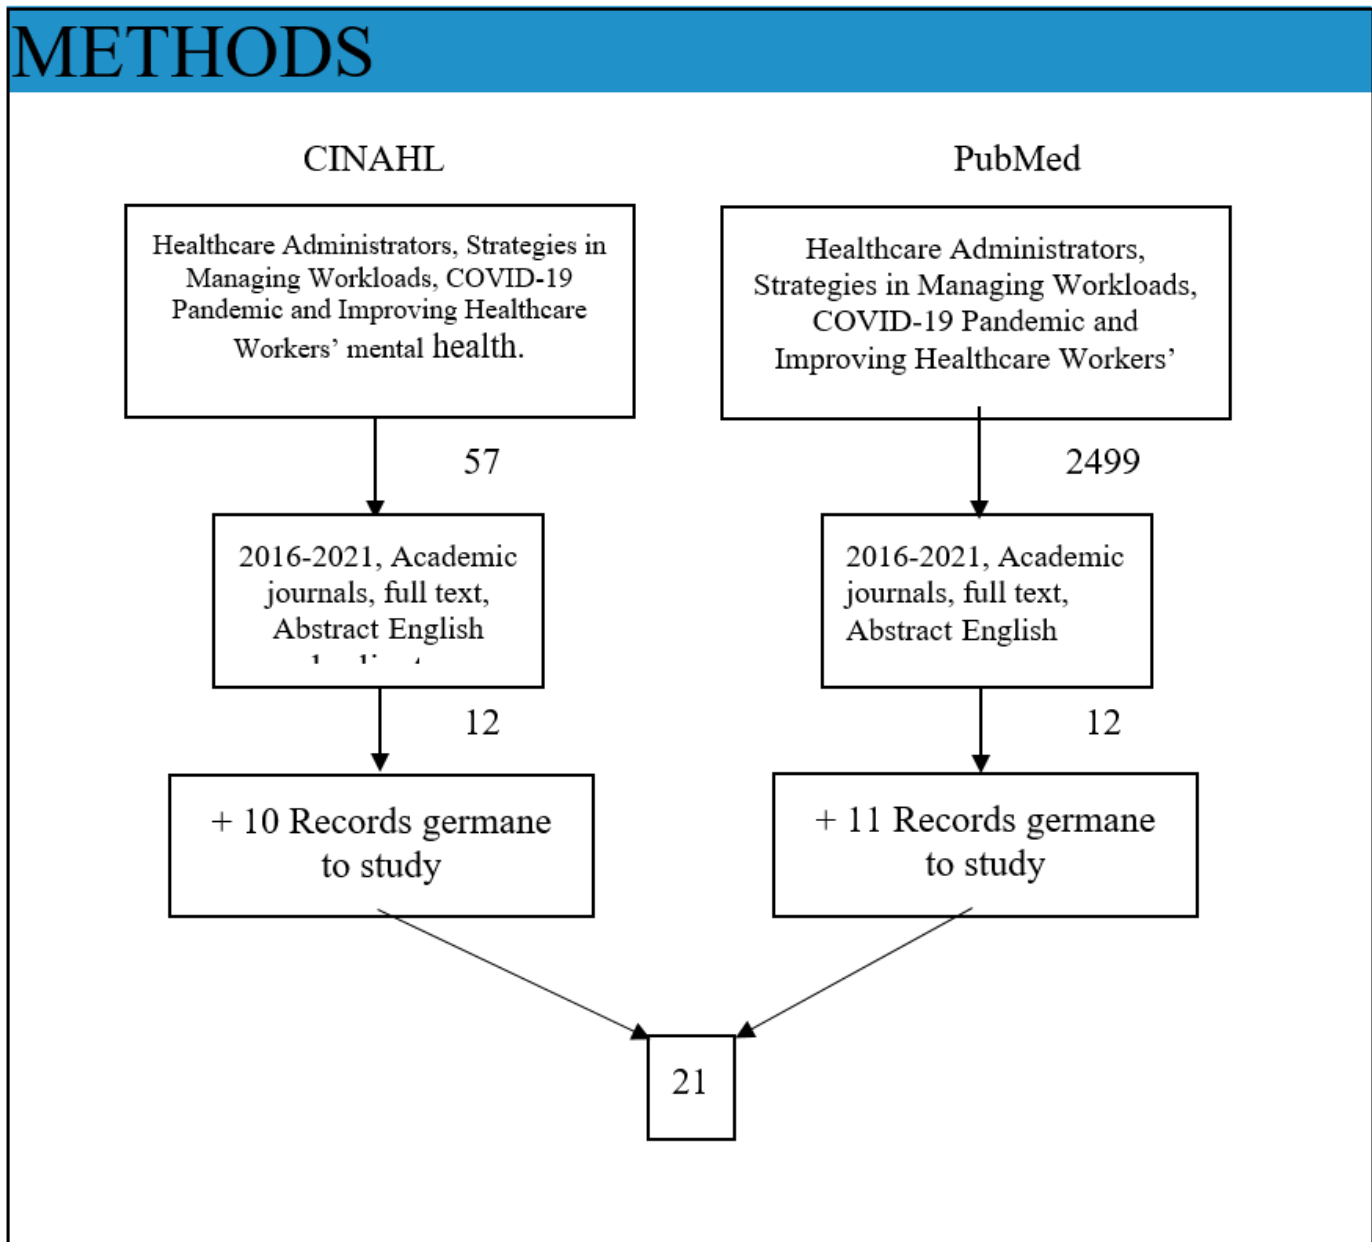 METHODS
CINAHL
Healthcare Administrators, Strategies in
Managing Workloads, COVID-19
Pandemic and Improving Healthcare
Workers’ mental health.
57
2016-2021, Academic
journals, full text,
Abstract English
12
+ 10 Records germane
to study
PubMed
Healthcare Administrators,
Strategies in Managing Workloads,
COVID-19 Pandemic and
Improving Healthcare Workers’
2499
2016-2021, Academic
journals, full text,
Abstract English
12
+ 11 Records germane
to study
21